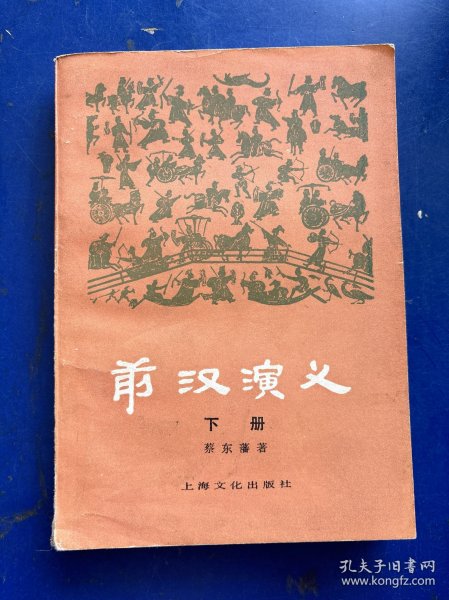 前汉演义
下册
蔡东藩著
上海文化出版社
孔夫子旧书网
www.kongfz.com